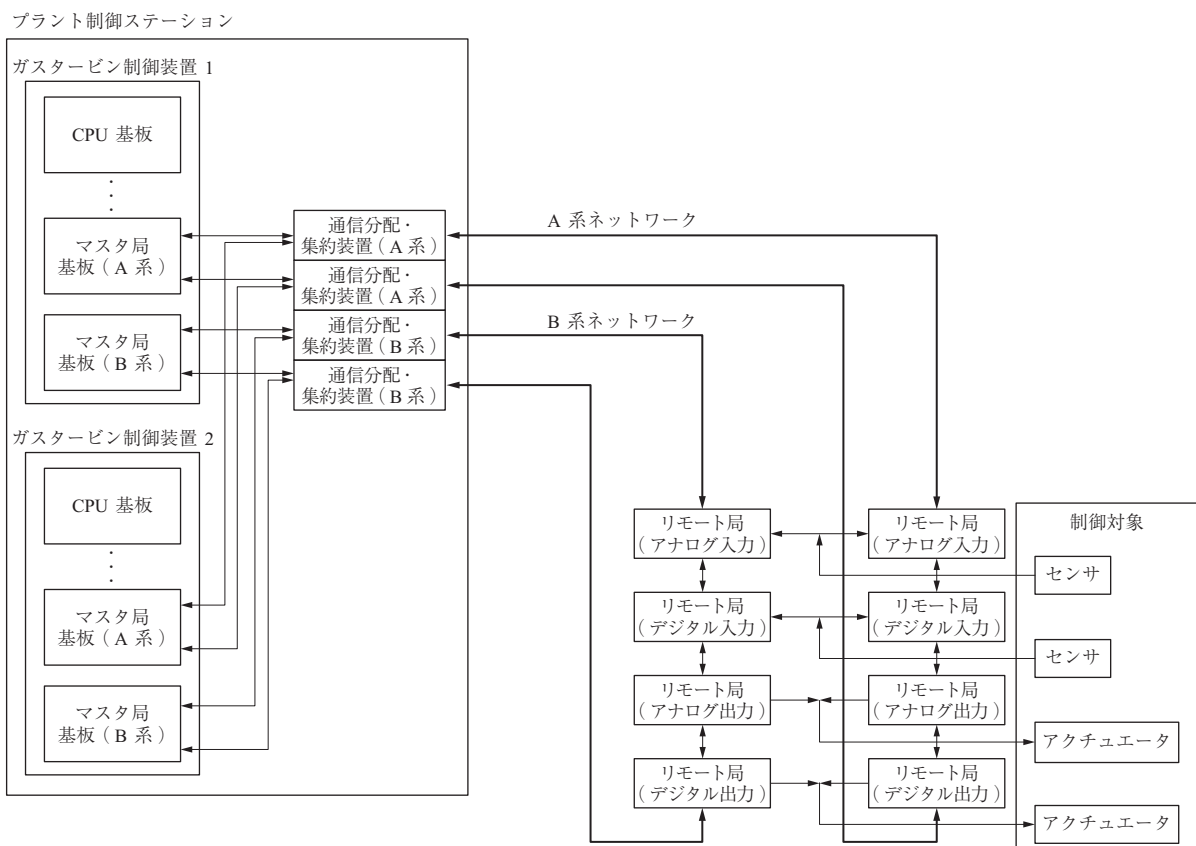 プラント制御ステーション
ガスタービン制御装置 1
CPU 基板
マスタ局
基板( A 系 )
マスタ局
基板( B 系 )
通信分配・
集約装置( A 系 )
通信分配・
集約装置( A 系 )
通信分配・
集約装置( B 系 )
通信分配・
集約装置( B 系 )
A 系ネットワーク
B 系ネットワーク
ガスタービン制御装置 2
CPU 基板
マスタ局
基板( A 系 )
マスタ局
基板( B 系 )
リモート局
( アナログ入力 )
リモート局
( アナログ入力 )
リモート局
( デジタル入力 )
リモート局
( デジタル入力 )
リモート局
( アナログ出力 )
リモート局
( アナログ出力 )
リモート局
( デジタル出力 )
リモート局
( デジタル出力 )
制御対象
センサ
センサ
アクチュエータ
アクチュエータ